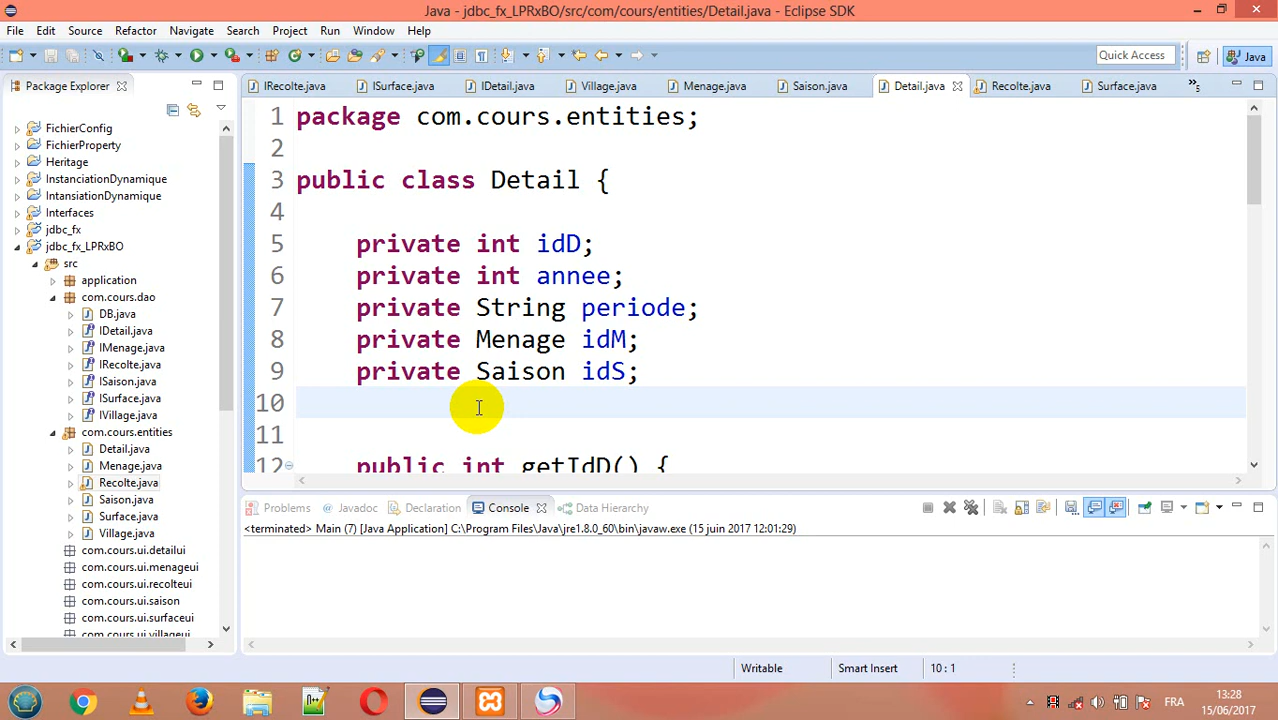 Java - jdbc_fx_LPRxBO/src/com/cours/entities/Detail.java - Eclipse SDK
File Edit Source Refactor Navigate Search Project Run Window Help
Quick Access Java
Package Explorer
IRecolte.java ISurface.java IDetail.java Village.java Menage.java Saison.java Detail.java Recolte.java Surface.java »5
FichierConfig
FichierProperty
Heritage
InstanciationDynamique
IntansiationDynamique
Interfaces
jdbc_fx
jdbc_fx_LPRxBO
src
application
com.cours.dao
DB.java
IDetail.java
IMenage.java
IRecolte.java
ISaison.java
ISurface.java
IVillage.java
com.cours.entities
Detail.java
Menage.java
Recolte.java
Saison.java
Surface.java
Village.java
com.cours.ui.detailui
com.cours.ui.menageui
com.cours.ui.recolteui
com.cours.ui.saison
com.cours.ui.surfaceui
com.cours.ui.villageui
1 package com.cours.entities;
2
3 public class Detail {
4
5 private int idD;
6 private int annee;
7 private String periode;
8 private Menage idM;
9 private Saison idS;
10
11
12 public int getIdD() {
Problems Javadoc Declaration Console Data Hierarchy
<terminated> Main (7) [Java Application] C:\Program Files\Java\jre1.8.0_60\bin\javaw.exe (15 juin 2017 12:01:29)
Writable Smart Insert 10 : 1
FRA
13:28
15/06/2017